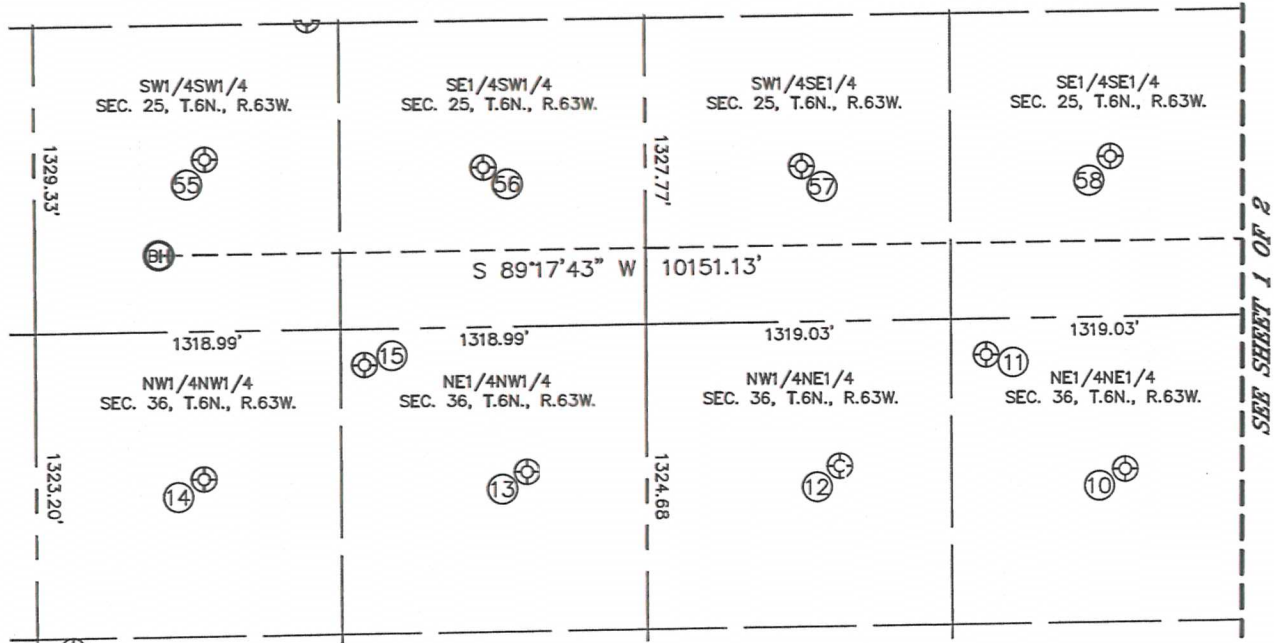 SW1/4SW1/4
SEC. 25, T.6N., R.63W.
SE1/4SW1/4
SEC. 25, T.6N., R.63W.
SW1/4SE1/4
SEC. 25, T.6N., R.63W.
SE1/4SE1/4
SEC. 25, T.6N., R.63W.
1329.33'
55
56
1327.77'
57
58
SEE SHEET 1 OF 2
BH
S 89°17'43" W 10151.13'
1318.99'
1318.99'
1319.03'
1319.03'
15
11
NW1/4NW1/4
SEC. 36, T.6N., R.63W.
NE1/4NW1/4
SEC. 36, T.6N., R.63W.
NW1/4NE1/4
SEC. 36, T.6N., R.63W.
NE1/4NE1/4
SEC. 36, T.6N., R.63W.
1323.20'
14
13
1324.68
12
10